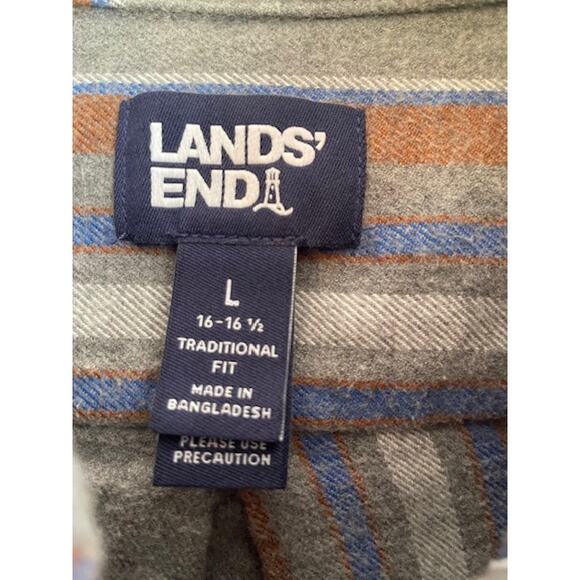 LANDS'
END
L
16-16 ½
TRADITIONAL
FIT
MADE IN
BANGLADESH
PLEASE USE
PRECAUTION